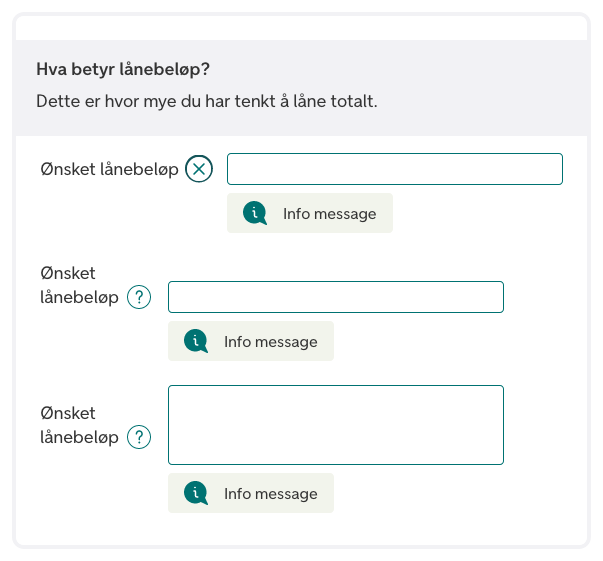 Hva betyr lånebeløp?
Dette er hvor mye du har tenkt å låne totalt.
Ønsket lånebeløp
Info message
Ønsket
lånebeløp ?
Info message
Ønsket
lånebeløp ?
Info message